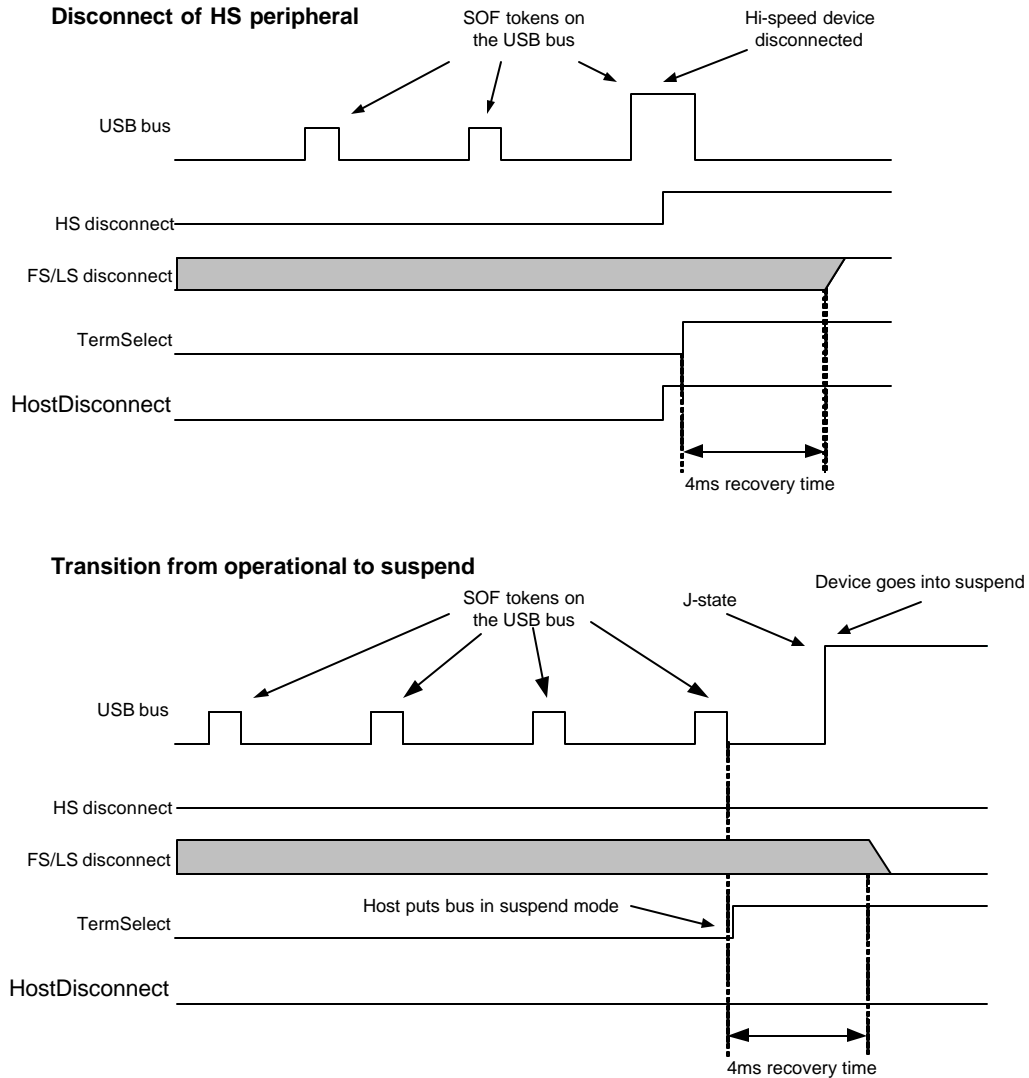 Disconnect of HS peripheral
SOF tokens on
the USB bus
Hi-speed device
disconnected
USB bus
HS disconnect
FS/LS disconnect
TermSelect
HostDisconnect
4ms recovery time
Transition from operational to suspend
SOF tokens on
the USB bus
J-state
Device goes into suspend
USB bus
HS disconnect
FS/LS disconnect
Host puts bus in suspend mode
TermSelect
HostDisconnect
4ms recovery time